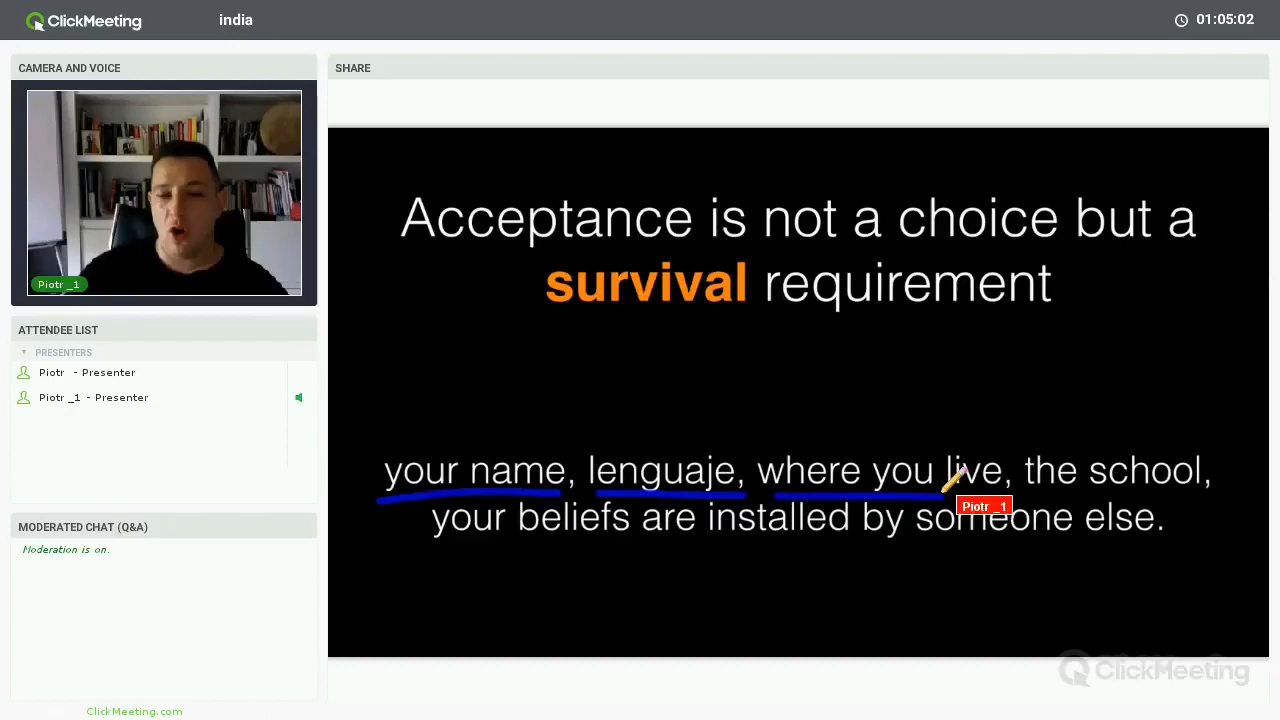 ClickMeeting
india
01:05:02
CAMERA AND VOICE
Piotr _1
ATTENDEE LIST
PRESENTERS
Piotr - Presenter
Piotr _1 - Presenter
MODERATED CHAT (Q&A)
Moderation is on.
ClickMeeting.com
SHARE
Acceptance is not a choice but a
survival requirement
your name, lenguaje, where you live, the school,
your beliefs are installed by someone else.
Piotr _1
ClickMeeting